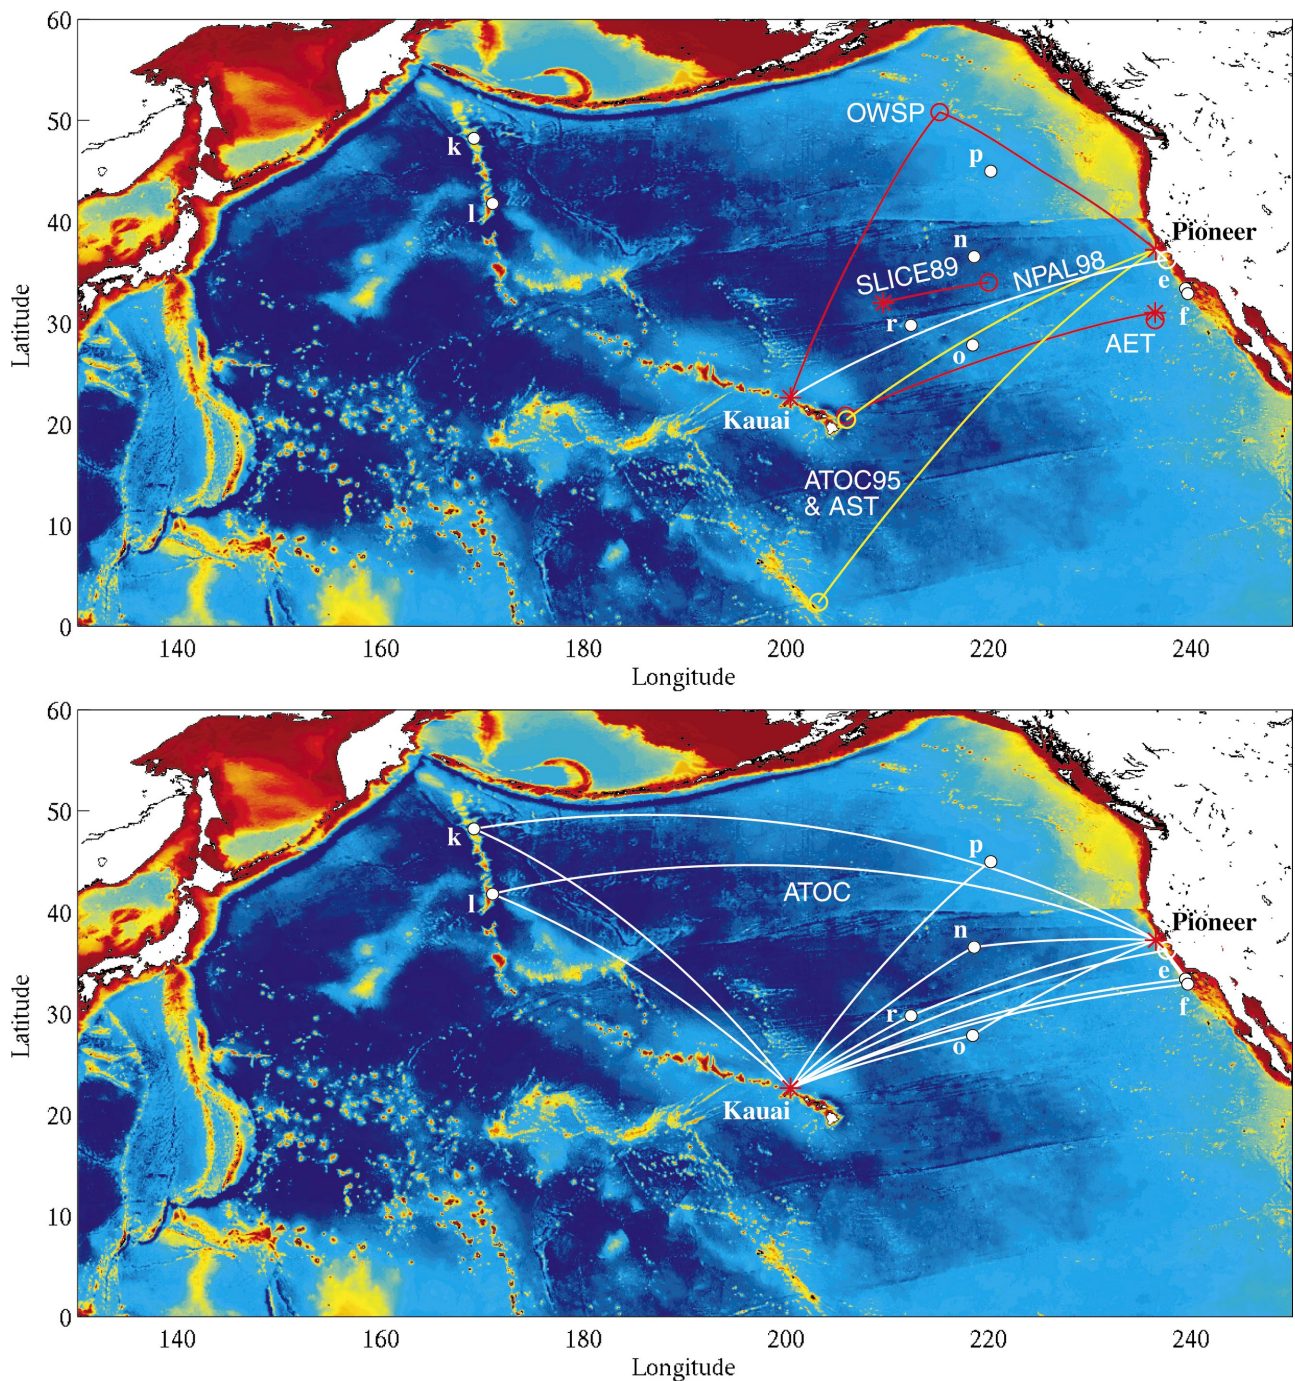 60
50
40
30
20
10
0
Latitude
140
160
180
200
220
240
Longitude
OWSP
k
p
l
Pioneer
n
SLICE89
NPAL98
e
r
f
AET
o
Kauai
ATOC95
& AST
60
50
40
30
20
10
0
Latitude
140
160
180
200
220
240
Longitude
k
p
ATOC
l
Pioneer
n
e
r
f
o
Kauai